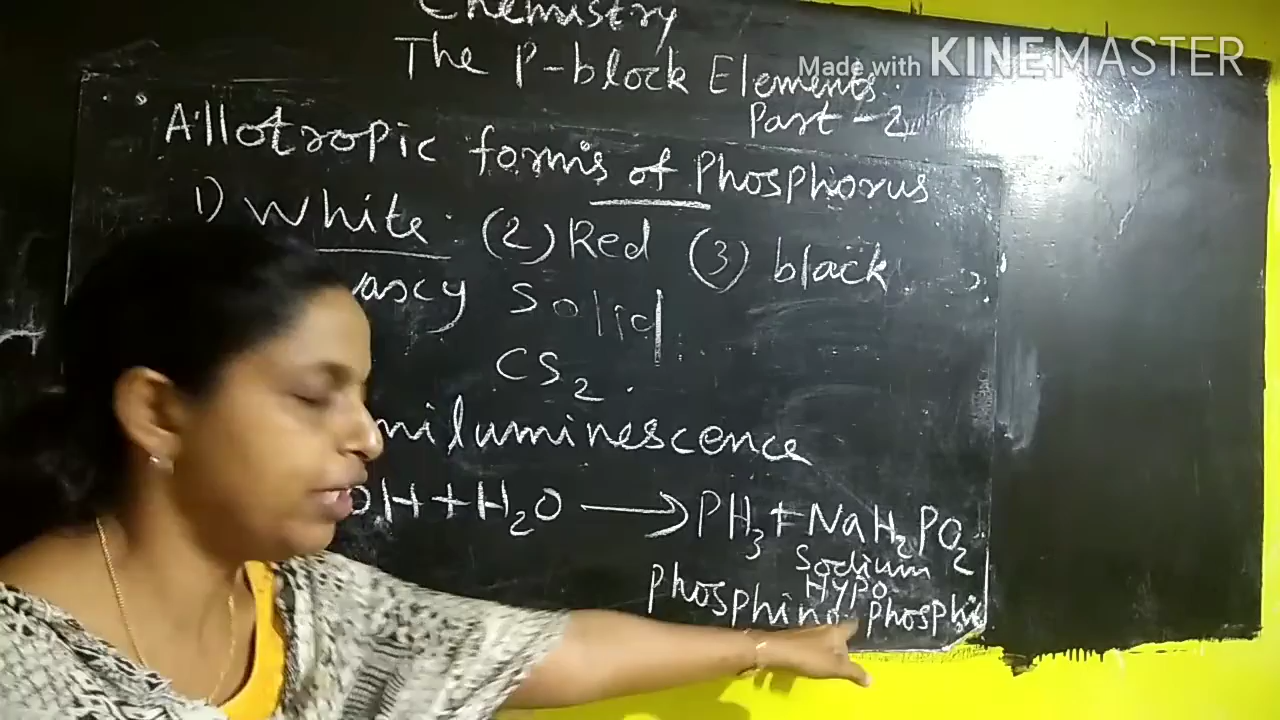 Chemistry
The P-block Elements.
Made with KINEMASTER
Part-2
Allotropic forms of Phosphorus
1) White (2) Red (3) black
ascy Solid
CS2.
miluminescence
OH + H2O → PH3 + NaH2PO2
Sodium
Hypo
Phosphine Phosphi